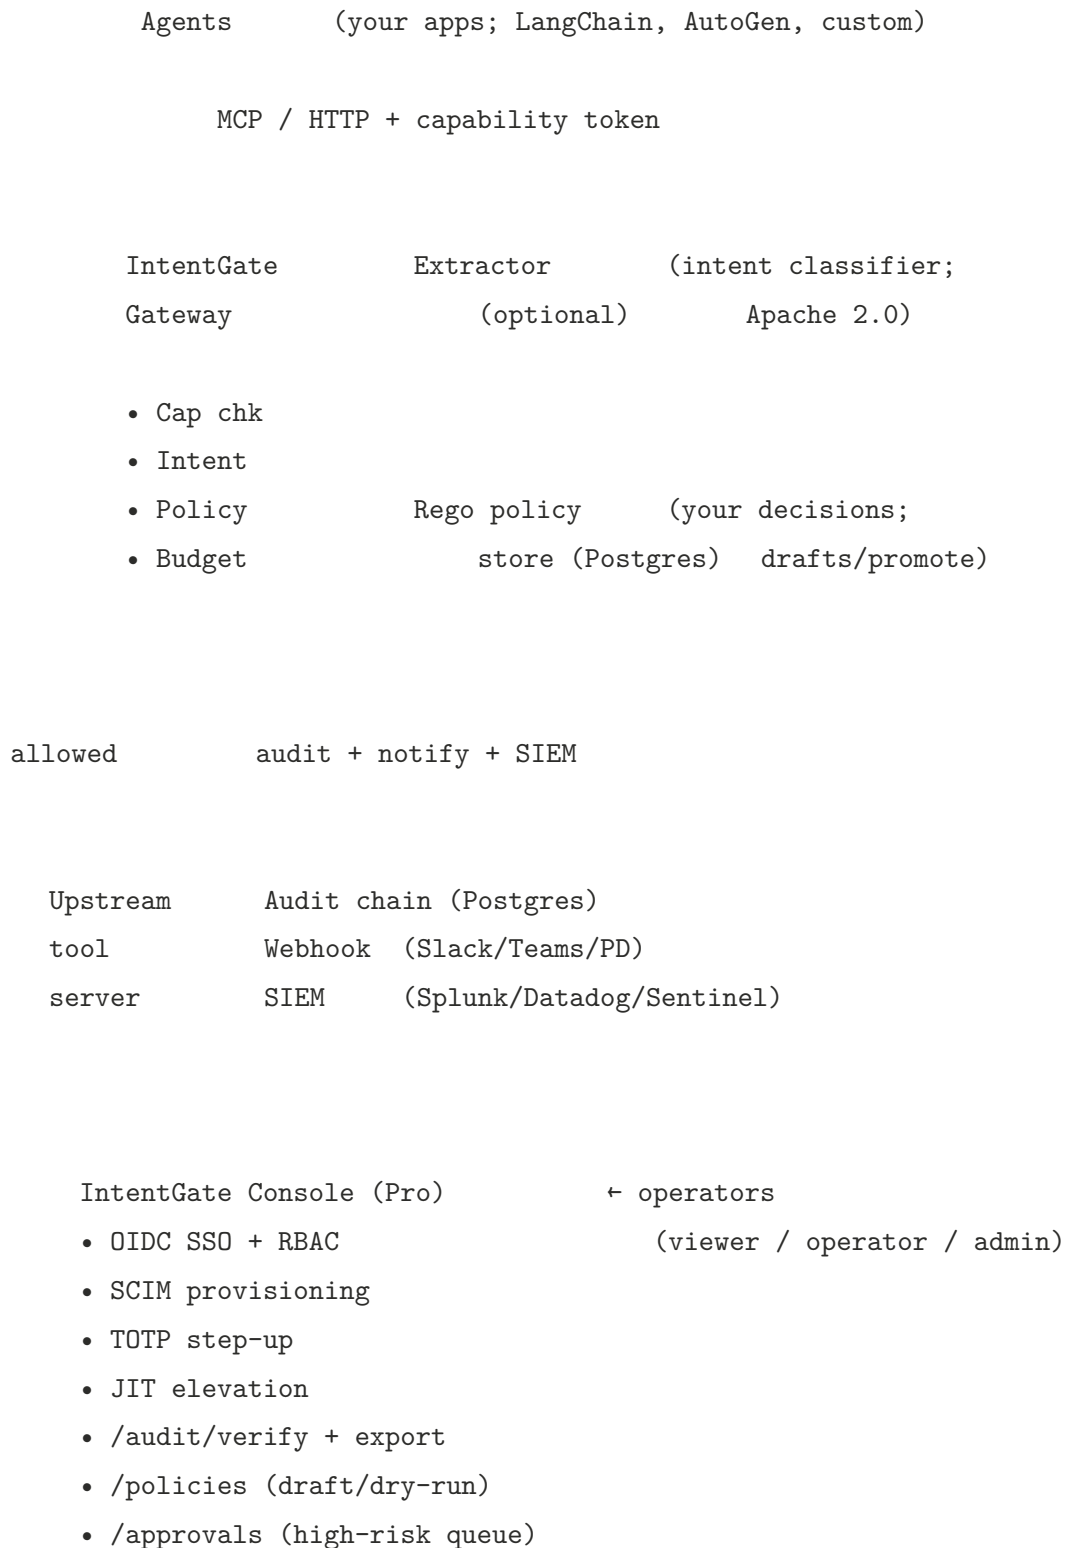 Agents (your apps; LangChain, AutoGen, custom)
MCP / HTTP + capability token
IntentGate Extractor (intent classifier;
Gateway (optional) Apache 2.0)
• Cap chk
• Intent
• Policy Rego policy (your decisions;
• Budget store (Postgres) drafts/promote)
allowed audit + notify + SIEM
Upstream Audit chain (Postgres)
tool Webhook (Slack/Teams/PD)
server SIEM (Splunk/Datadog/Sentinel)
IntentGate Console (Pro) ← operators
• OIDC SSO + RBAC (viewer / operator / admin)
• SCIM provisioning
• TOTP step-up
• JIT elevation
• /audit/verify + export
• /policies (draft/dry-run)
• /approvals (high-risk queue)